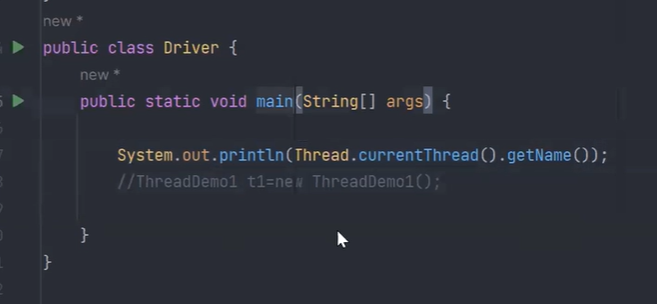 new *
public class Driver {
new *
public static void main(String[] args) {
System.out.println(Thread.currentThread().getName());
//ThreadDemo1 t1=new ThreadDemo1();
}
}